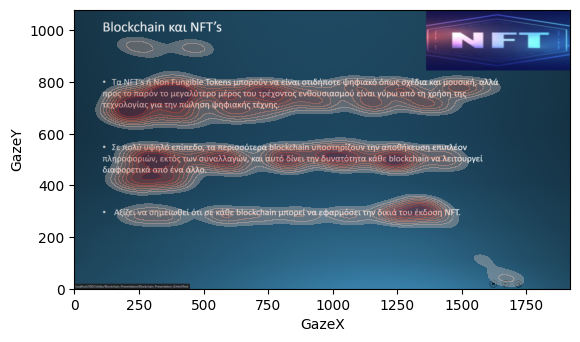 Blockchain και NFT's
NFT
• Τα NFT's ή Non Fungible Tokens μπορούν να είναι οτιδήποτε ψηφιακό όπως σχέδια και μουσική, αλλά
προς το παρόν το μεγαλύτερο μέρος του τρέχοντος ενθουσιασμού είναι γύρω από τη χρήση της
τεχνολογίας για την πώληση ψηφιακής τέχνης.
• Σε πολύ υψηλό επίπεδο, τα περισσότερα blockchain υποστηρίζουν την αποθήκευση επιπλέον
πληροφοριών, εκτός των συναλλαγών, και αυτό δίνει την δυνατότητα κάθε blockchain να λειτουργεί
διαφορετικά από ένα άλλο.
• Αξίζει να σημειωθεί ότι σε κάθε blockchain μπορεί να εφαρμόσει την δικιά του έκδοση NFT.
GazeY
1000
800
600
400
200
0
0 250 500 750 1000 1250 1500 1750
GazeX